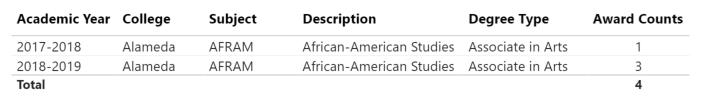 Academic Year College Subject Description Degree Type Award Counts
2017-2018 Alameda AFRAM African-American Studies Associate in Arts 1
2018-2019 Alameda AFRAM African-American Studies Associate in Arts 3
Total 4